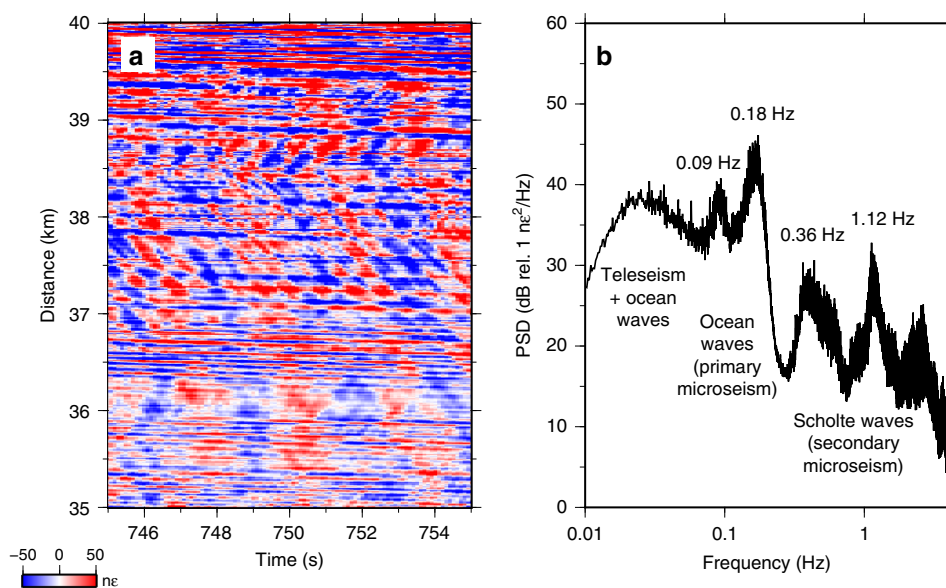 a
40
39
38
37
36
35
Distance (km)
746
748
750
752
754
Time (s)
−50
0
50
nε
b
60
50
40
30
20
10
0
PSD (dB rel. 1 nε²/Hz)
0.18 Hz
0.09 Hz
1.12 Hz
0.36 Hz
Teleseism
+ ocean
waves
Ocean
waves
(primary
microseism)
Scholte waves
(secondary
microseism)
0.01
0.1
1
Frequency (Hz)